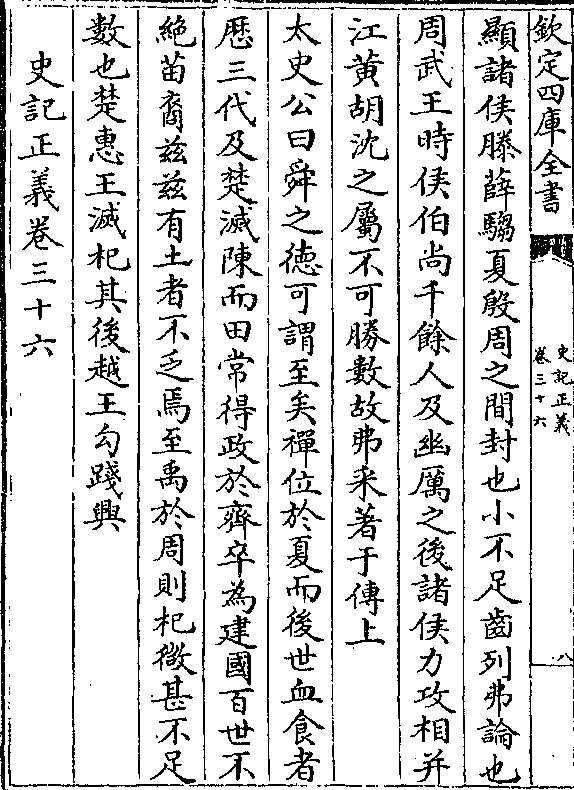 欽定四庫全書
史記正義
卷三十六
八
顯諸侯滕薛騶夏殷周之間封也小不足齒列弗論也
周武王時侯伯尚千餘人及幽厲之後諸侯力攻相并
江黃胡沈之屬不可勝數故弗采著于傳上
太史公曰舜之德可謂至矣禪位於夏而後世血食者
歴三代及楚滅陳而田常得政於齊卒為建國百世不
絶苗裔兹兹有土者不乏焉至禹於周則杞微甚不足
數也楚惠王滅杞其後越王勾踐興
史記正義卷三十六